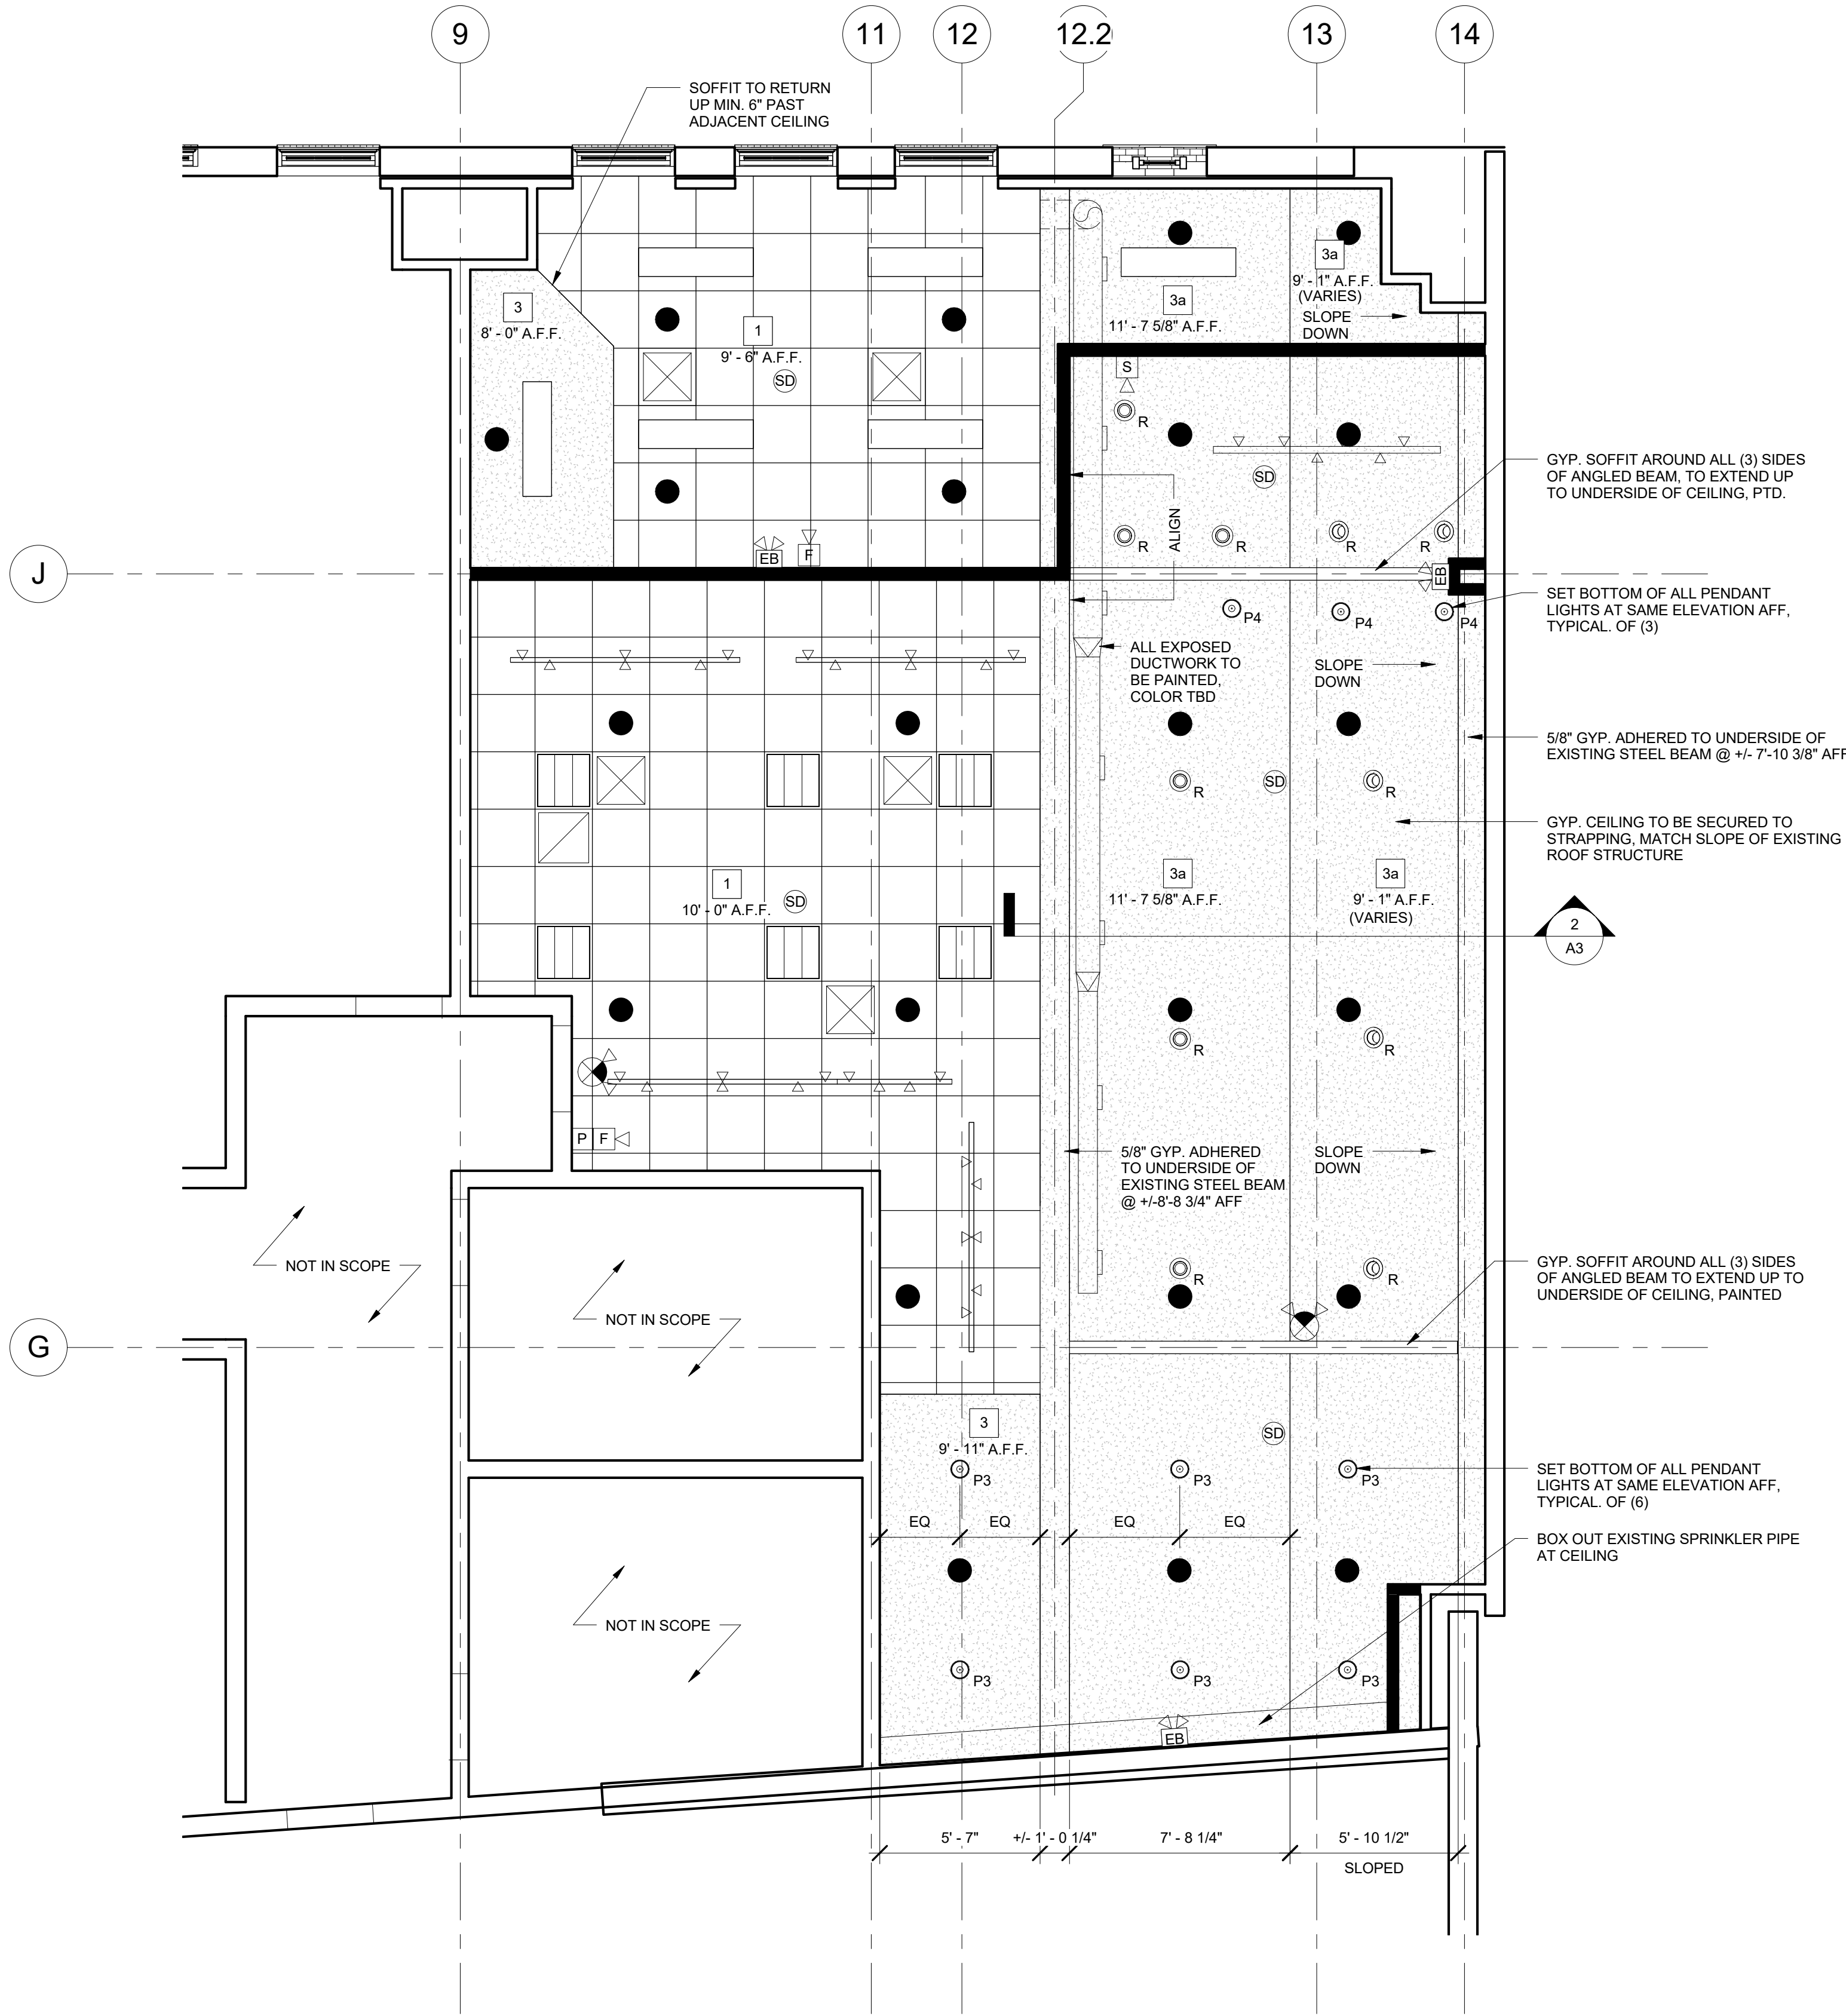 9
11
12
12.2
13
14
SOFFIT TO RETURN
UP MIN. 6" PAST
ADJACENT CEILING
3
8' - 0" A.F.F.
1
9' - 6" A.F.F.
SD
3a
11' - 7 5/8" A.F.F.
3a
9' - 1" A.F.F.
(VARIES)
SLOPE
DOWN
S
R
SD
R
R
R
R
ALIGN
EB
F
EB
J
GYP. SOFFIT AROUND ALL (3) SIDES
OF ANGLED BEAM, TO EXTEND UP
TO UNDERSIDE OF CEILING, PTD.
SET BOTTOM OF ALL PENDANT
LIGHTS AT SAME ELEVATION AFF,
TYPICAL. OF (3)
P4
P4
P4
ALL EXPOSED
DUCTWORK TO
BE PAINTED,
COLOR TBD
SLOPE
DOWN
5/8" GYP. ADHERED TO UNDERSIDE OF
EXISTING STEEL BEAM @ +/- 7'-10 3/8" AFF
R
SD
R
GYP. CEILING TO BE SECURED TO
STRAPPING, MATCH SLOPE OF EXISTING
ROOF STRUCTURE
1
10' - 0" A.F.F.
SD
3a
11' - 7 5/8" A.F.F.
3a
9' - 1" A.F.F.
(VARIES)
2
A3
R
R
P
F
5/8" GYP. ADHERED
TO UNDERSIDE OF
EXISTING STEEL BEAM
@ +/-8'-8 3/4" AFF
SLOPE
DOWN
NOT IN SCOPE
NOT IN SCOPE
R
R
GYP. SOFFIT AROUND ALL (3) SIDES
OF ANGLED BEAM TO EXTEND UP TO
UNDERSIDE OF CEILING, PAINTED
G
3
9' - 11" A.F.F.
SD
P3
P3
P3
SET BOTTOM OF ALL PENDANT
LIGHTS AT SAME ELEVATION AFF,
TYPICAL. OF (6)
EQ
EQ
EQ
EQ
BOX OUT EXISTING SPRINKLER PIPE
AT CEILING
NOT IN SCOPE
P3
P3
P3
EB
5' - 7"
+/- 1' - 0 1/4"
7' - 8 1/4"
5' - 10 1/2"
SLOPED